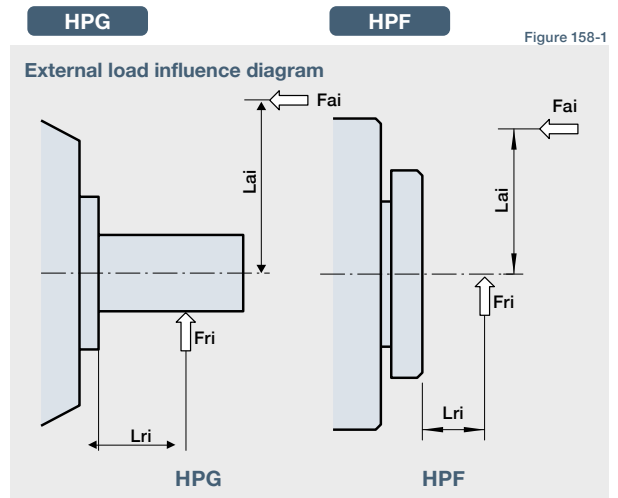 HPG
HPF
Figure 158-1
External load influence diagram
Fai
Lai
Fri
Lri
HPG
Fai
Lai
Fri
Lri
HPF